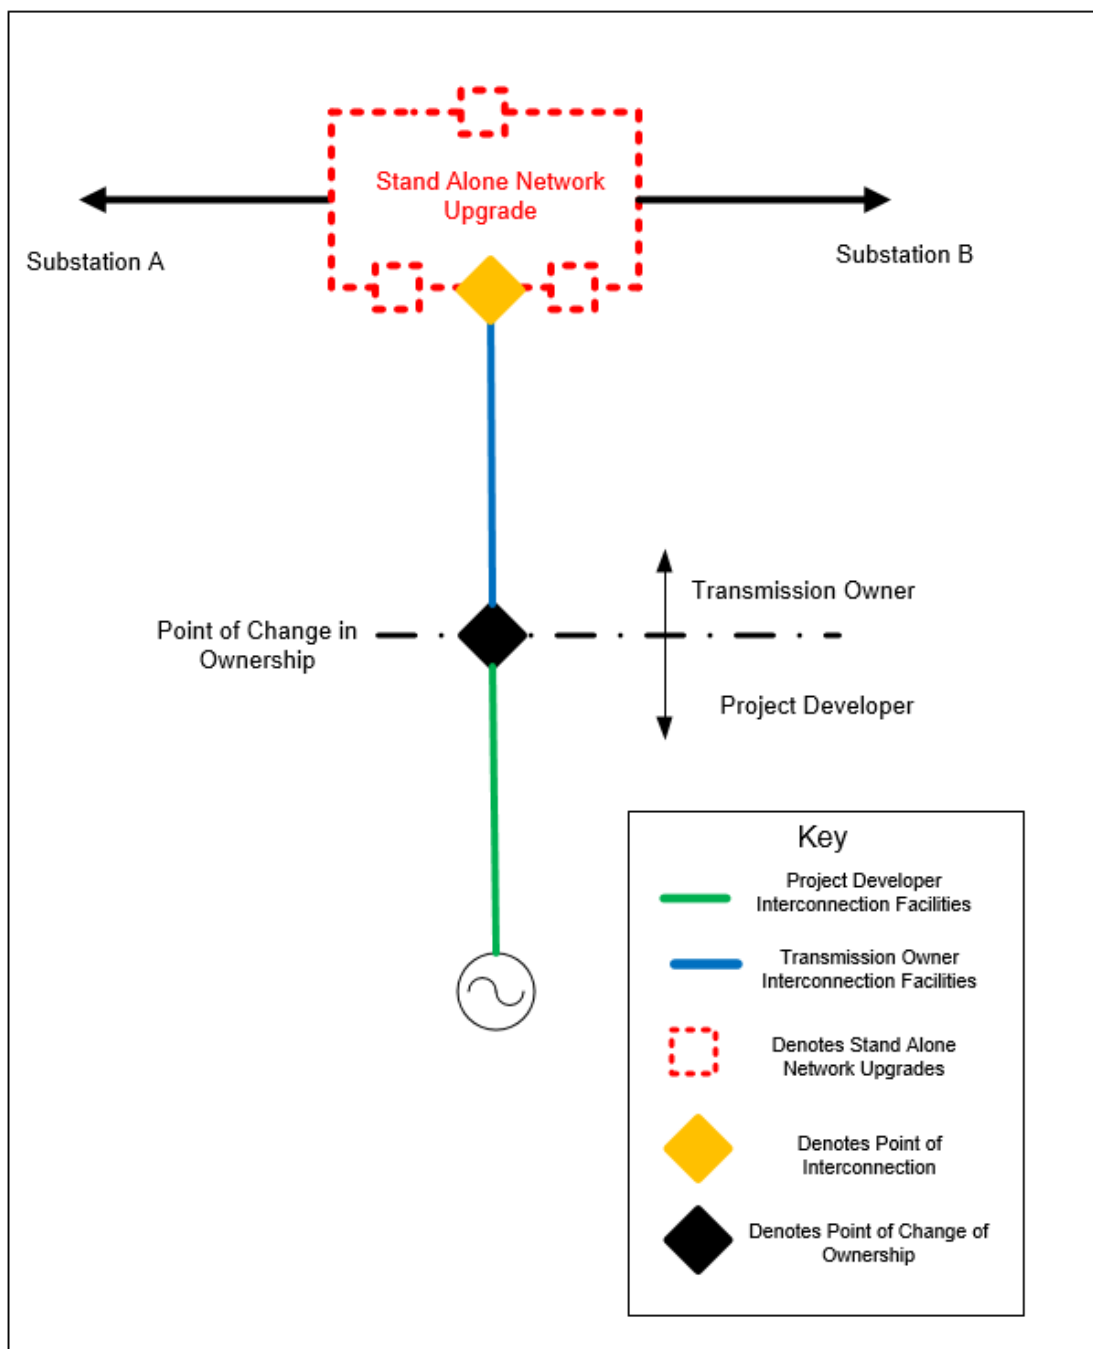 Stand Alone Network
Upgrade
Substation A
Substation B
Point of Change in
Ownership
Transmission Owner
Project Developer
Key
Project Developer
Interconnection Facilities
Transmission Owner
Interconnection Facilities
Denotes Stand Alone
Network Upgrades
Denotes Point of
Interconnection
Denotes Point of Change of
Ownership